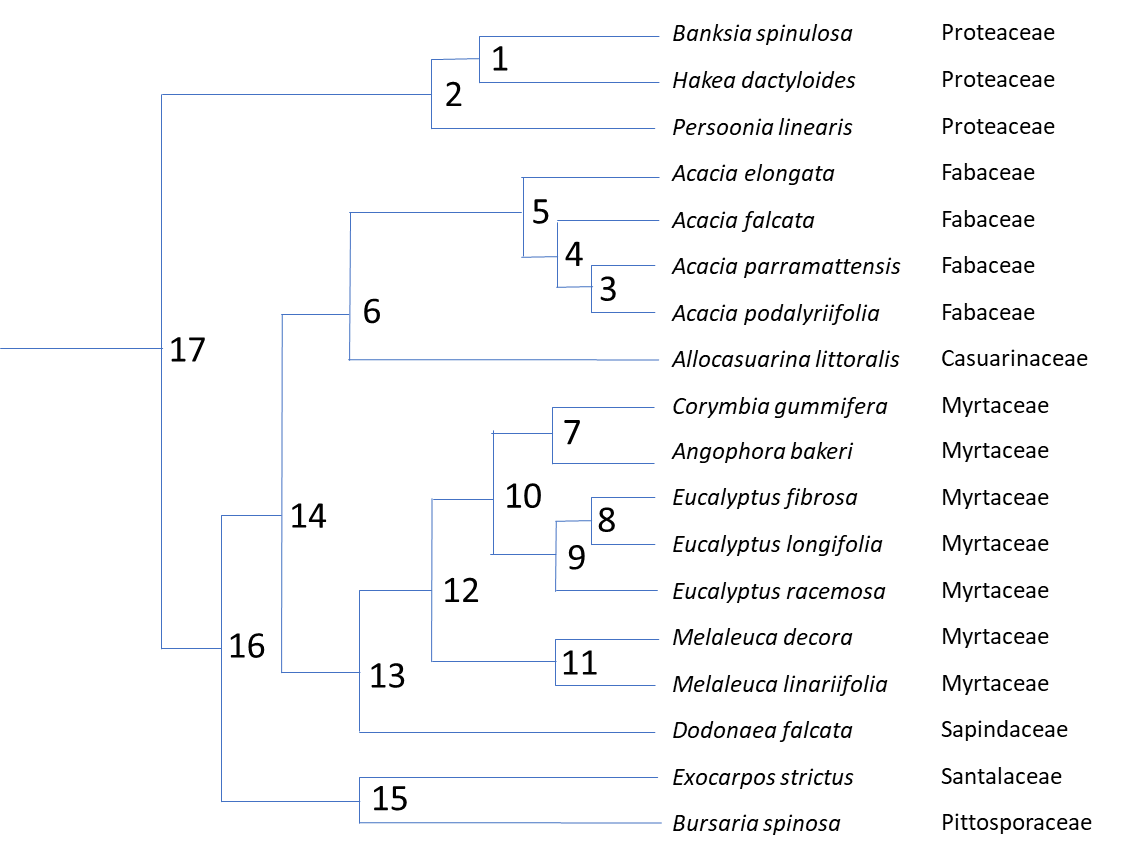 Banksia spinulosa Proteaceae
1
Hakea dactyloides Proteaceae
2
Persoonia linearis Proteaceae
Acacia elongata Fabaceae
5
Acacia falcata Fabaceae
4
Acacia parramattensis Fabaceae
3
Acacia podalyriifolia Fabaceae
6
17
Allocasuarina littoralis Casuarinaceae
Corymbia gummifera Myrtaceae
7
Angophora bakeri Myrtaceae
10
Eucalyptus fibrosa Myrtaceae
14
8
Eucalyptus longifolia Myrtaceae
9
12
Eucalyptus racemosa Myrtaceae
Melaleuca decora Myrtaceae
16
11
13
Melaleuca linariifolia Myrtaceae
Dodonaea falcata Sapindaceae
Exocarpos strictus Santalaceae
15
Bursaria spinosa Pittosporaceae